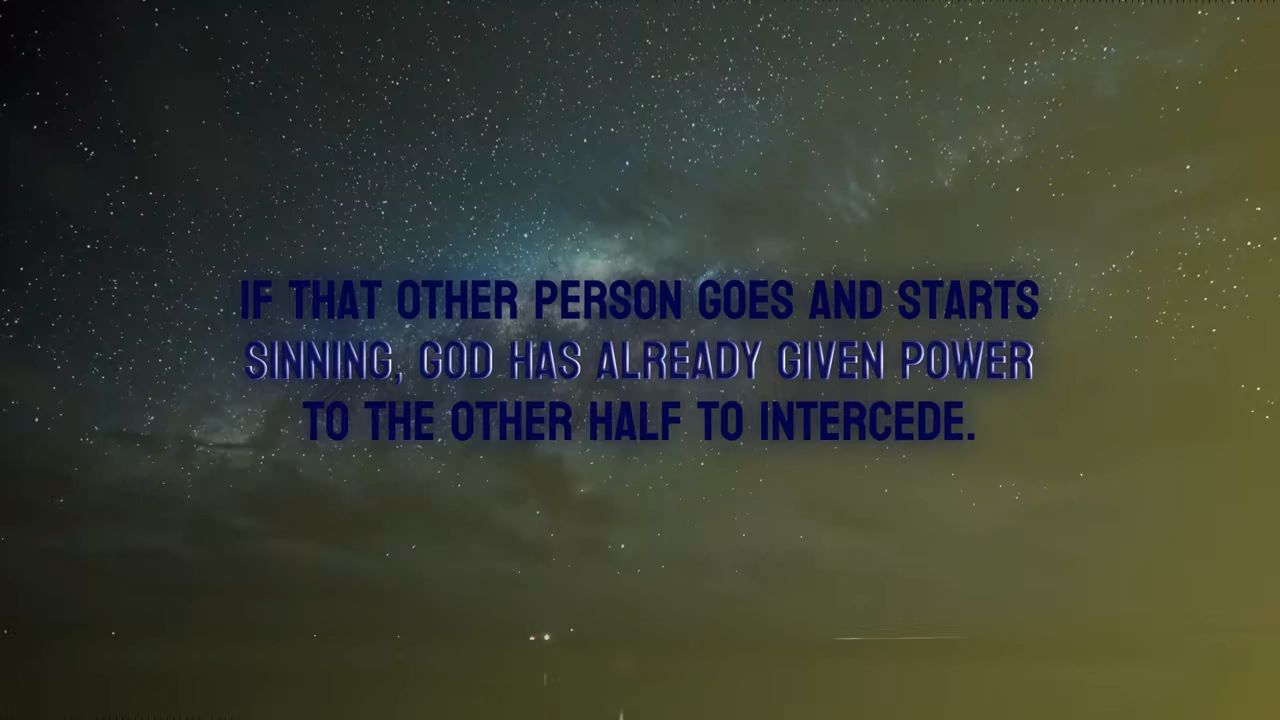 IF THAT OTHER PERSON GOES AND STARTS
SINNING, GOD HAS ALREADY GIVEN POWER
TO THE OTHER HALF TO INTERCEDE.